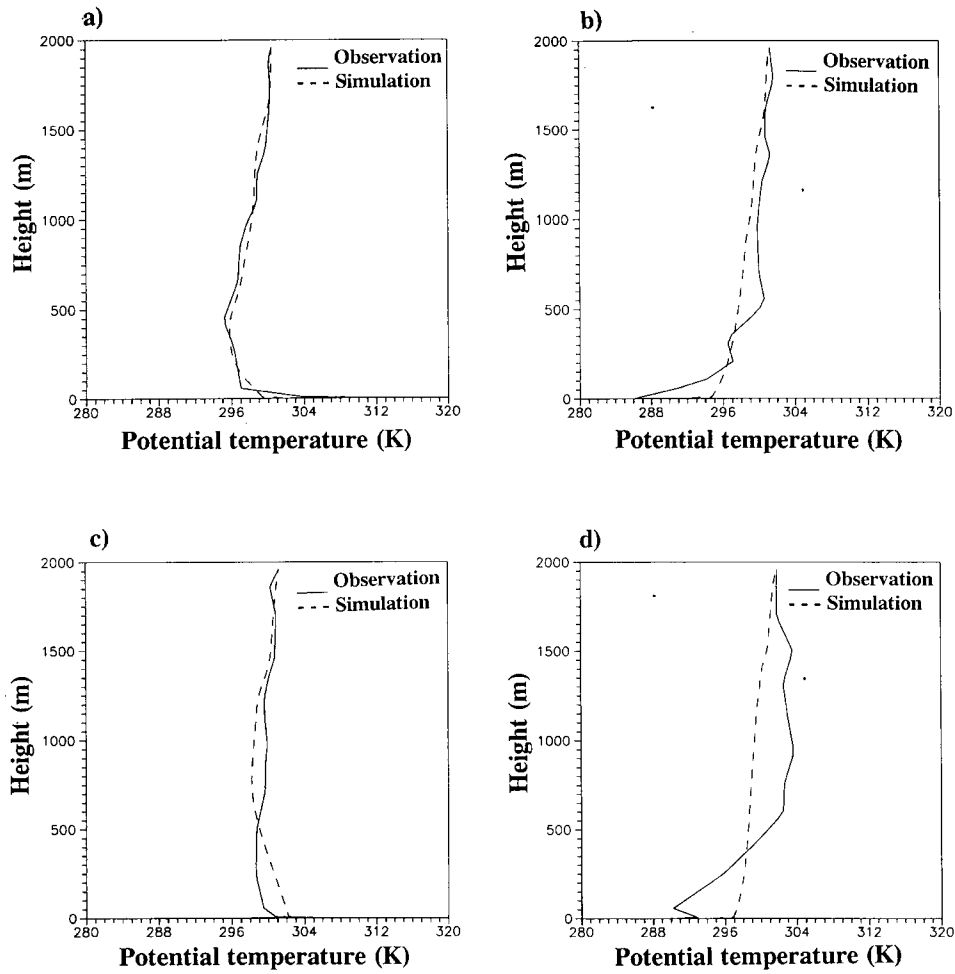 a)
2000
1500
1000
500
0
Height (m)
Observation
Simulation
280 288 296 304 312 320
Potential temperature (K)
b)
2000
1500
1000
500
0
Height (m)
Observation
Simulation
280 288 296 304 312 320
Potential temperature (K)
c)
2000
1500
1000
500
0
Height (m)
Observation
Simulation
280 288 296 304 312 320
Potential temperature (K)
d)
2000
1500
1000
500
0
Height (m)
Observation
Simulation
280 288 296 304 312 320
Potential temperature (K)